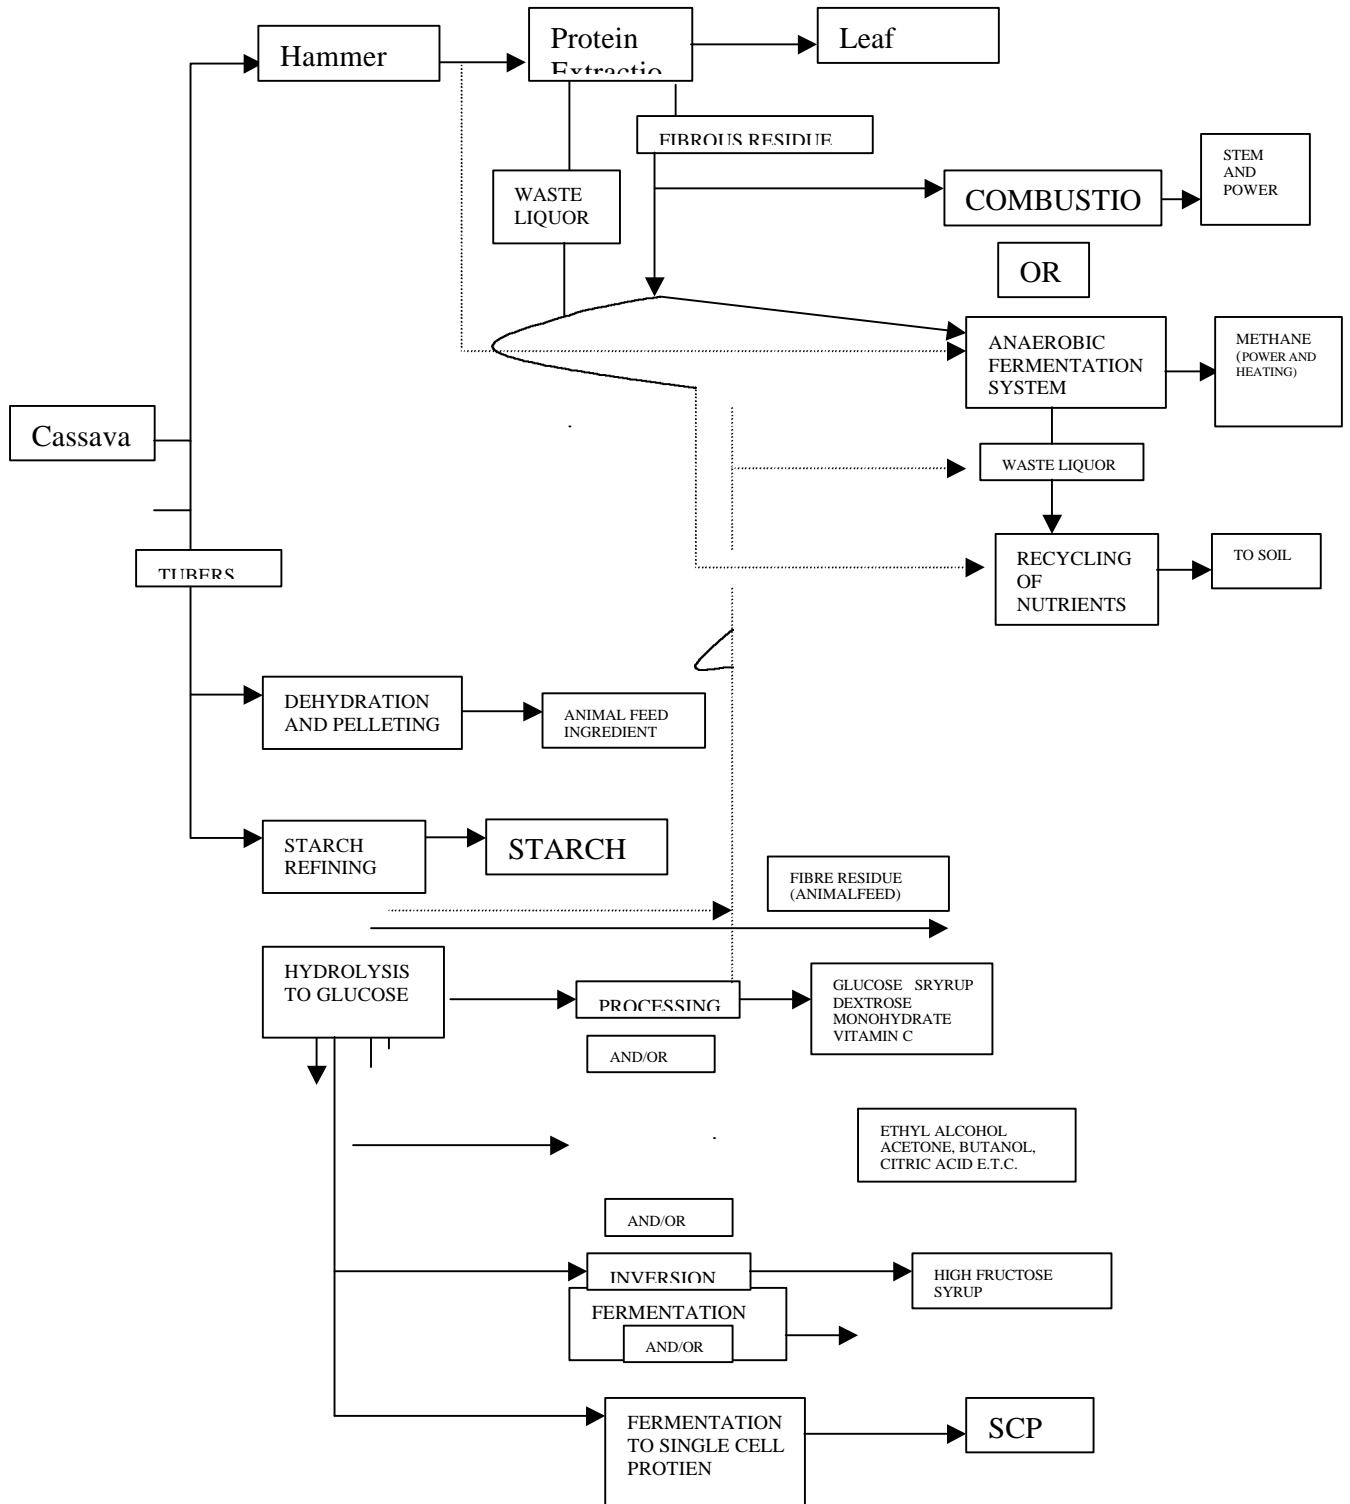 Hammer
Protein
Extractio
Leaf
FIBROUS RESIDUE
WASTE
LIQUOR
COMBUSTIO
STEM
AND
POWER
OR
ANAEROBIC
FERMENTATION
SYSTEM
METHANE
(POWER AND
HEATING)
Cassava
WASTE LIQUOR
TUBERS
RECYCLING
OF
NUTRIENTS
TO SOIL
DEHYDRATION
AND PELLETING
ANIMAL FEED
INGREDIENT
STARCH
REFINING
STARCH
FIBRE RESIDUE
(ANIMALFEED)
HYDROLYSIS
TO GLUCOSE
PROCESSING
GLUCOSE SRYRUP
DEXTROSE
MONOHYDRATE
VITAMIN C
AND/OR
ETHYL ALCOHOL
ACETONE, BUTANOL,
CITRIC ACID E.T.C.
AND/OR
INVERSION
HIGH FRUCTOSE
SYRUP
FERMENTATION
AND/OR
FERMENTATION
TO SINGLE CELL
PROTIEN
SCP